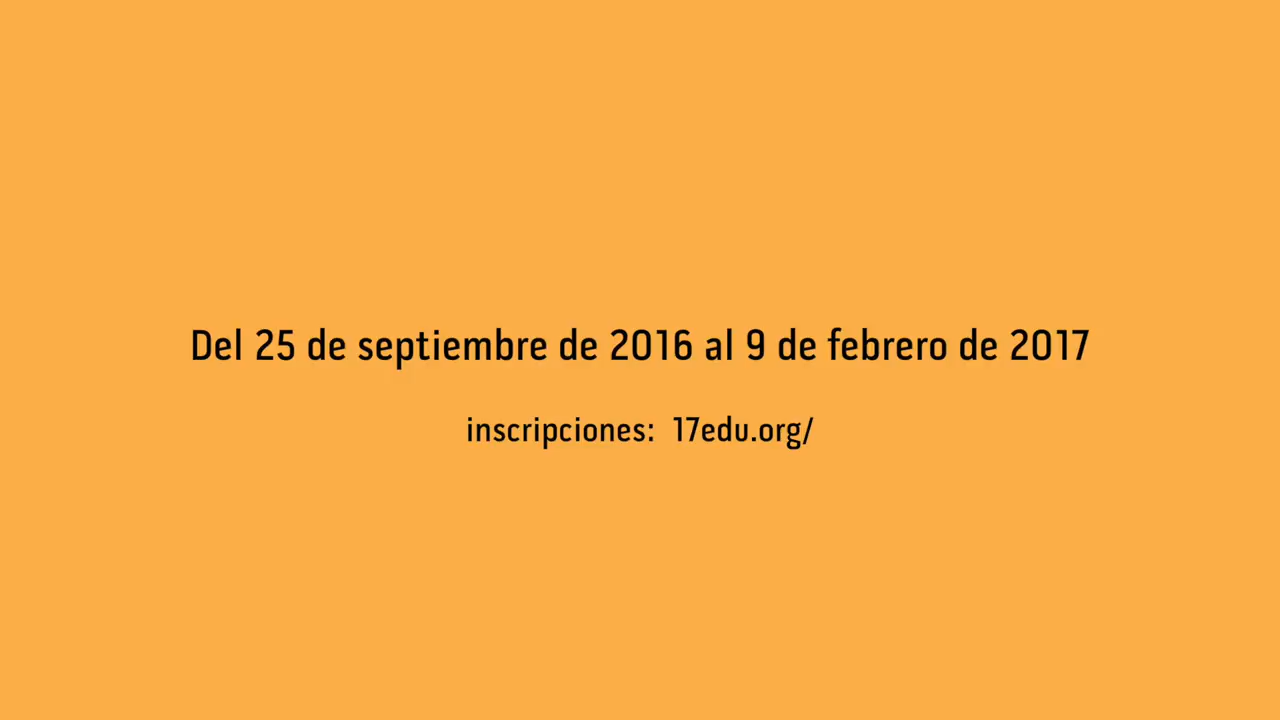 Del 25 de septiembre de 2016 al 9 de febrero de 2017
inscripciones: 17edu.org/